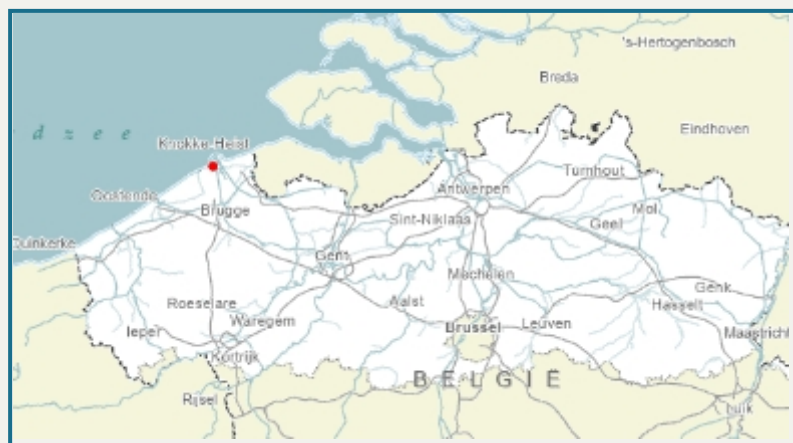 's-Hertogenbosch
Breda
Eindhoven
dzee
Knokke-Heist
Turnhout
Antwerpen
Oostende
Mol
Brugge
Sint-Niklaas
Geel
Duinkerke
Gent
Mechelen
Genk
Roeselare
Aalst
Hasselt
Ieper
Waregem
Brussel
Leuven
Maastricht
Kortrijk
BELGIË
Rijsel
Luik